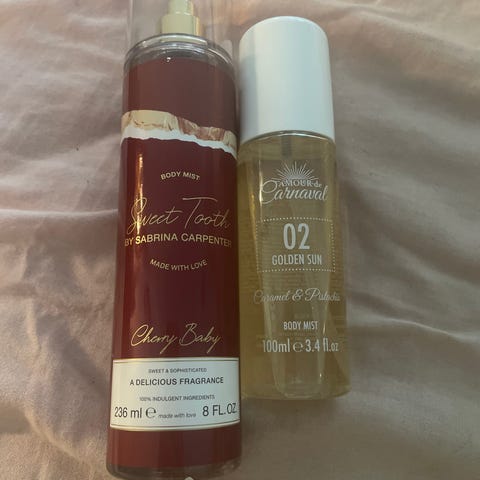 BODY MIST
Sweet Tooth
BY SABRINA CARPENTER
MADE WITH LOVE
Cherry Baby
SWEET & SOPHISTICATED
A DELICIOUS FRAGRANCE
100% INDULGENT INGREDIENTS
236 ml ℮ made with love 8 FL.OZ.
AMOUR de
Carnaval
02
GOLDEN SUN
Caramel & Pistachio
BODY MIST
100ml ℮ 3.4 fl.oz